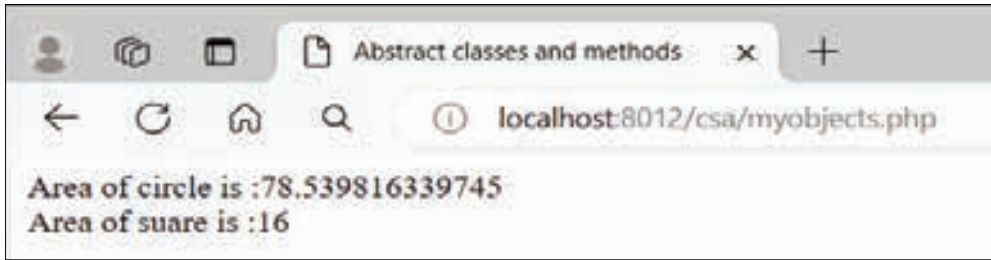 Abstract classes and methods
localhost:8012/csa/myobjects.php
Area of circle is :78.539816339745
Area of suare is :16